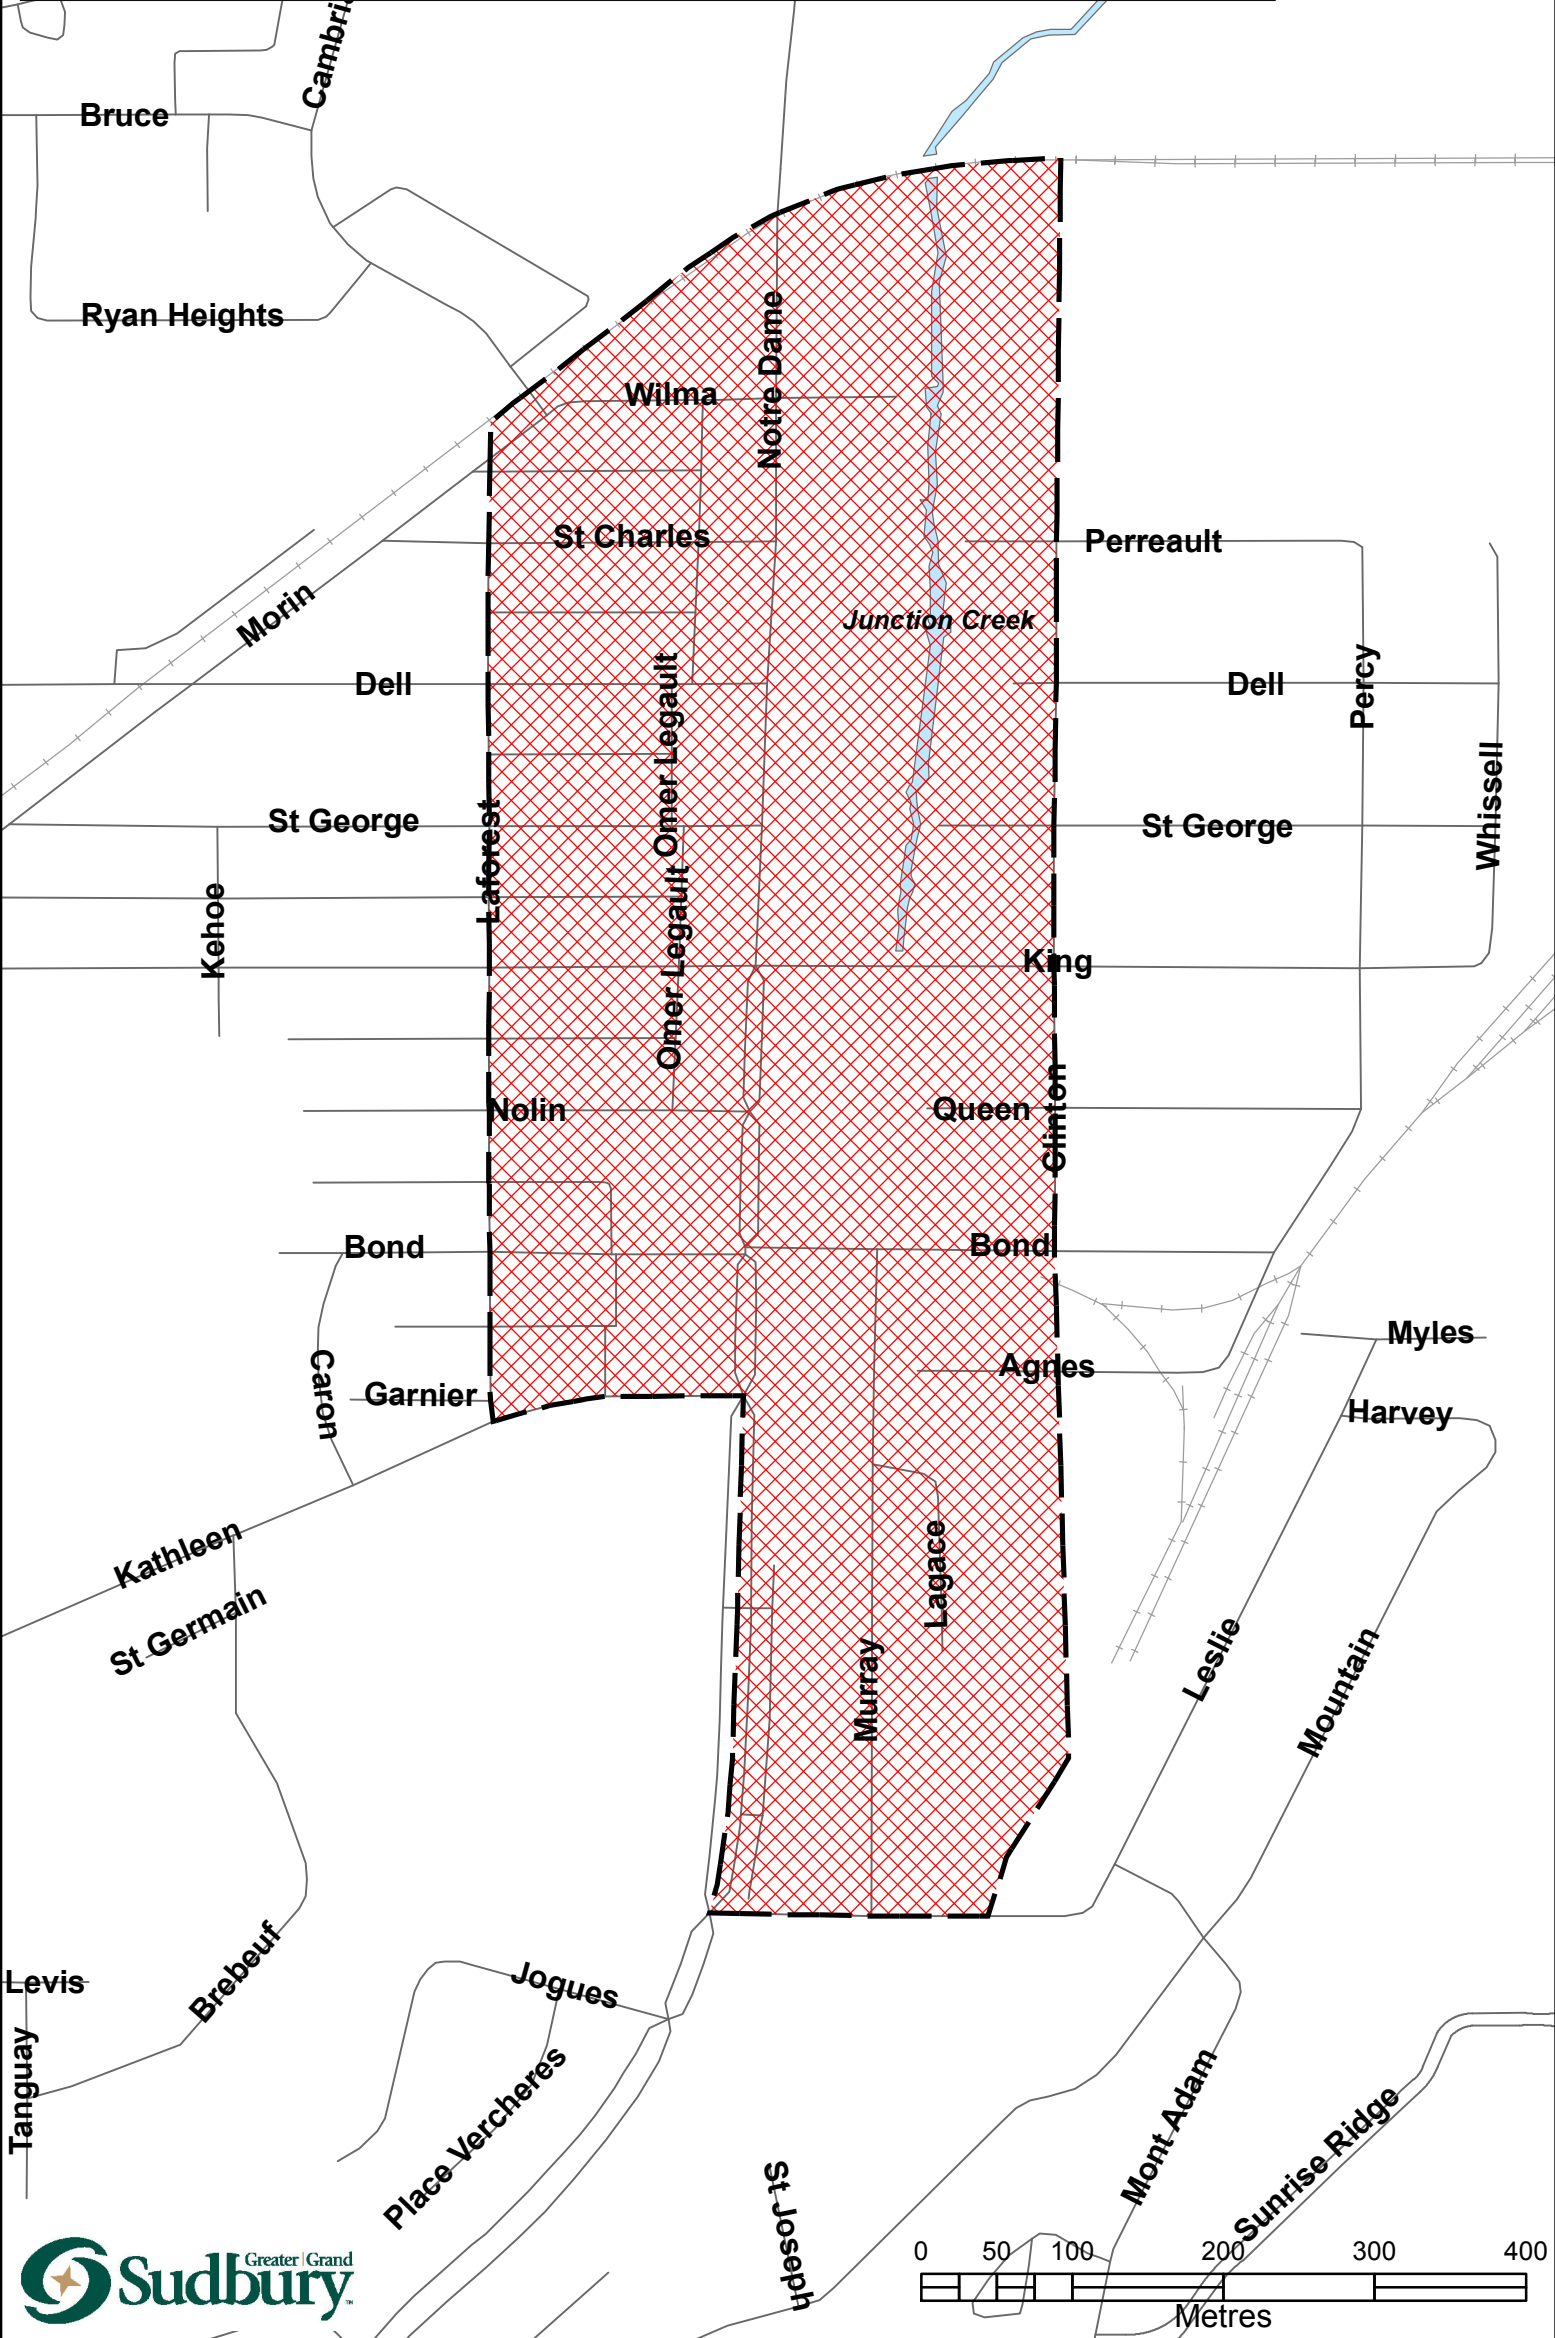 Cambri
Bruce
Ryan Heights
Notre Dame
Wilma
St Charles
Perreault
Morin
Junction Creek
Dell
Omer Legault
Dell
Percy
Whissell
St George
Laforest
St George
Kehoe
Omer Legault
King
Nolin
Queen
Clinton
Bond
Bond
Myles
Caron
Garnier
Agnes
Harvey
Kathleen
St Germain
Lagace
Murray
Leslie
Mountain
Brebeuf
Levis
Jogues
Tanguay
Place Vercheres
Mont Adam
Sunrise Ridge
St Joseph
Greater | Grand
Sudbury
TM
0 50 100 200 300 400
Metres